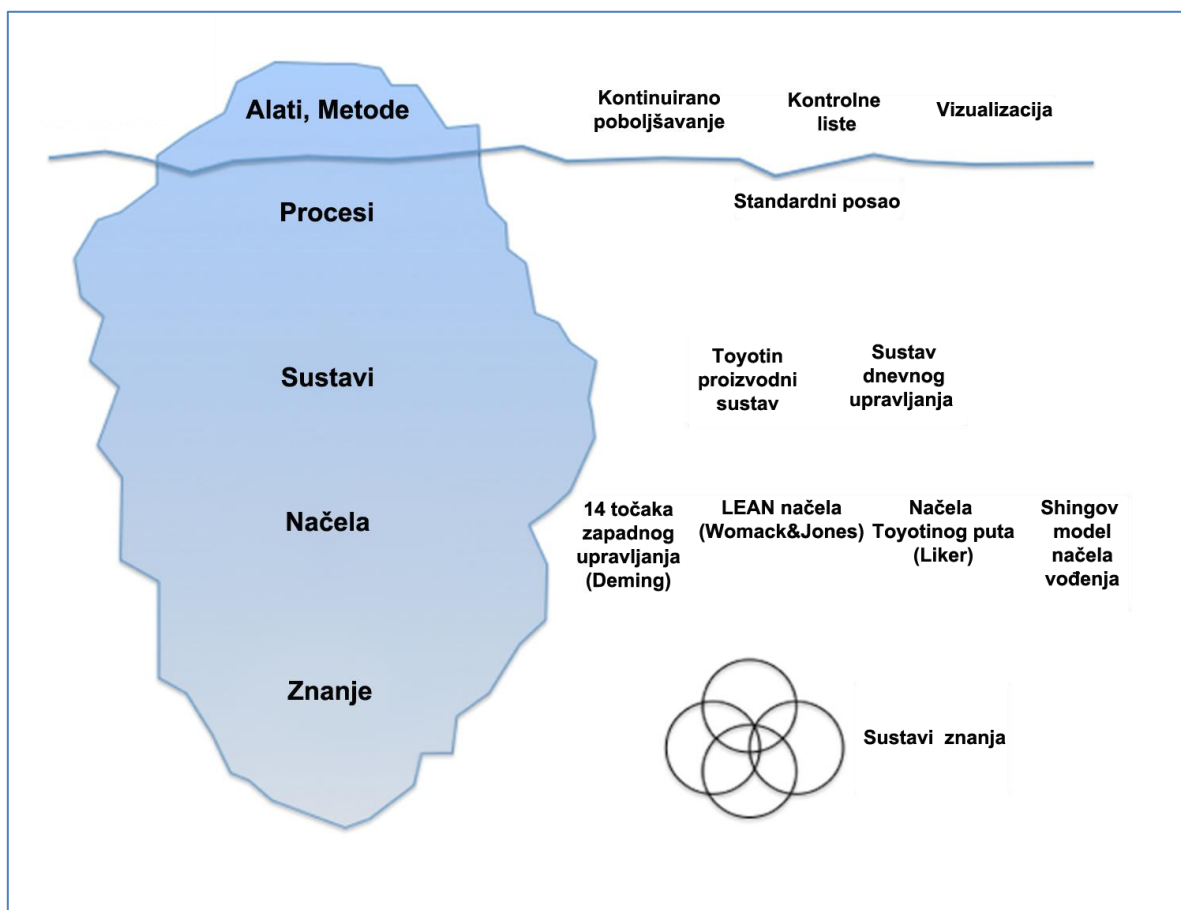 Alati, Metode
Kontinuirano
poboljšavanje
Kontrolne
liste
Vizualizacija
Procesi
Standardni posao
Sustavi
Toyotin
proizvodni
sustav
Sustav
dnevnog
upravljanja
Načela
14 točaka
zapadnog
upravljanja
(Deming)
LEAN načela
(Womack&Jones)
Načela
Toyotinog puta
(Liker)
Shingov
model
načela
vođenja
Znanje
Sustavi znanja